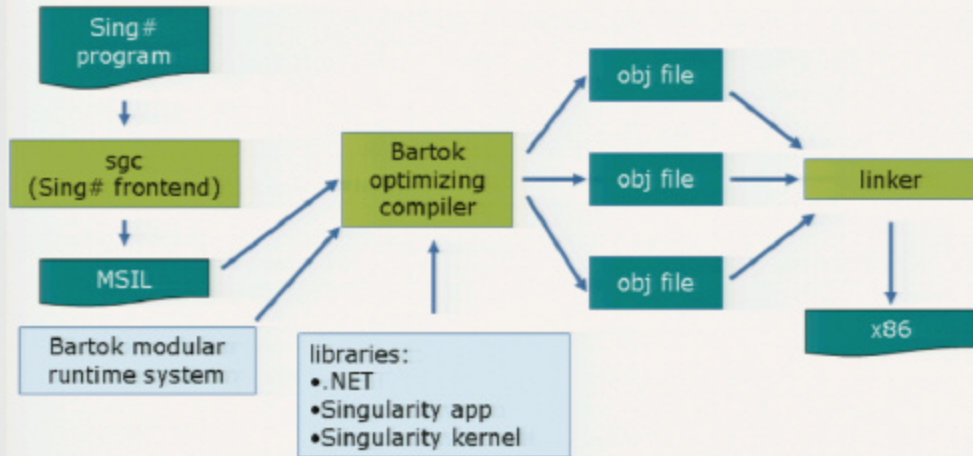 Sing#
program
sgc
(Sing# frontend)
MSIL
Bartok modular
runtime system
Bartok
optimizing
compiler
libraries:
•.NET
•Singularity app
•Singularity kernel
obj file
obj file
obj file
linker
x86